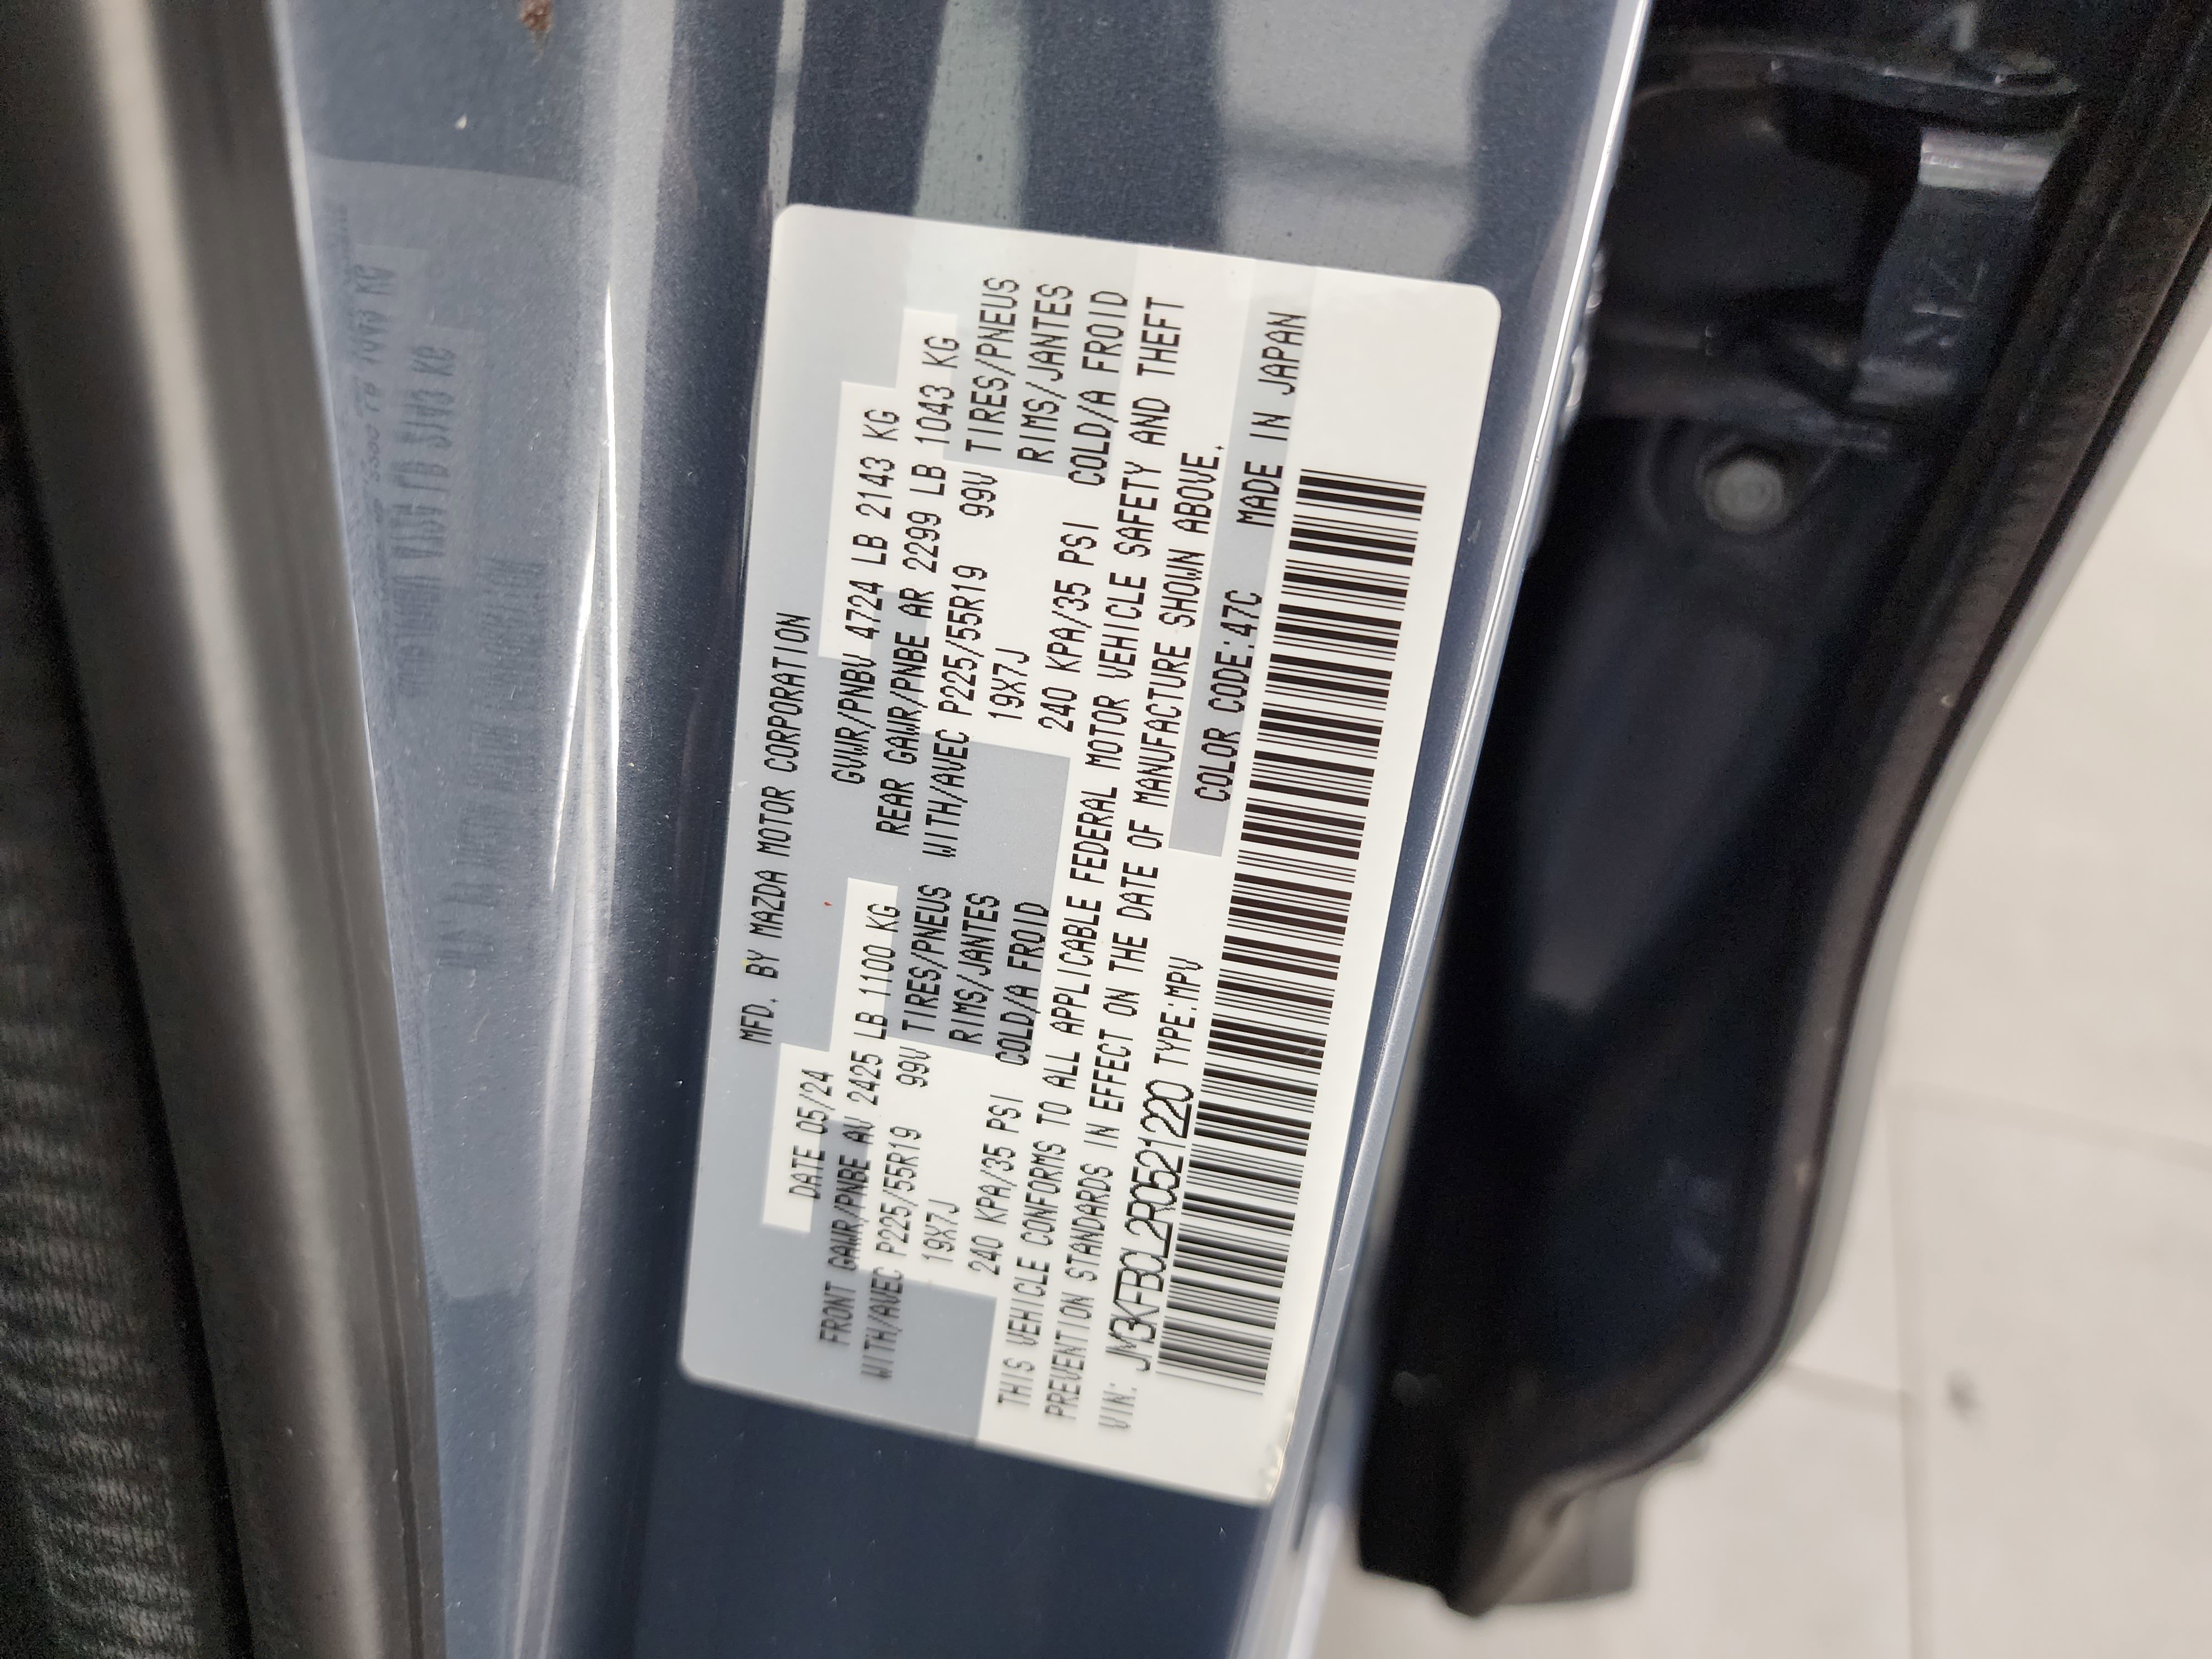 MFD. BY MAZDA MOTOR CORPORATION
DATE 05/24 GVWR/PNBV 4724 LB 2143 KG
FRONT GAWR/PNBE AV 2425 LB 1100 KG REAR GAWR/PNBE AR 2299 LB 1043 KG
WITH/AVEC P225/55R19 99V TIRES/PNEUS WITH/AVEC P225/55R19 99V TIRES/PNEUS
19X7J RIMS/JANTES 19X7J RIMS/JANTES
240 KPA/35 PSI COLD/A FROID 240 KPA/35 PSI COLD/A FROID
THIS VEHICLE CONFORMS TO ALL APPLICABLE FEDERAL MOTOR VEHICLE SAFETY AND THEFT
PREVENTION STANDARDS IN EFFECT ON THE DATE OF MANUFACTURE SHOWN ABOVE.
VIN: JM3KFBCL2R0521220 TYPE:MPV COLOR CODE:47C MADE IN JAPAN